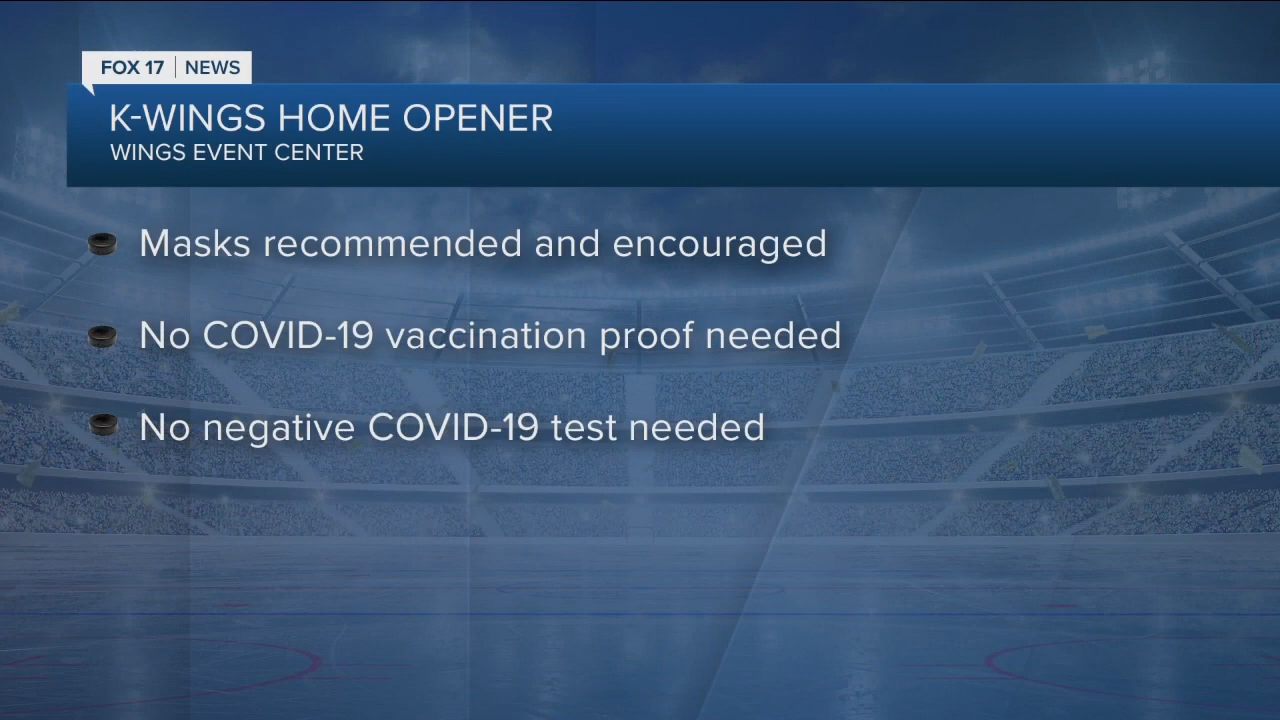 FOX 17 | NEWS
K-WINGS HOME OPENER
WINGS EVENT CENTER
Masks recommended and encouraged
No COVID-19 vaccination proof needed
No negative COVID-19 test needed